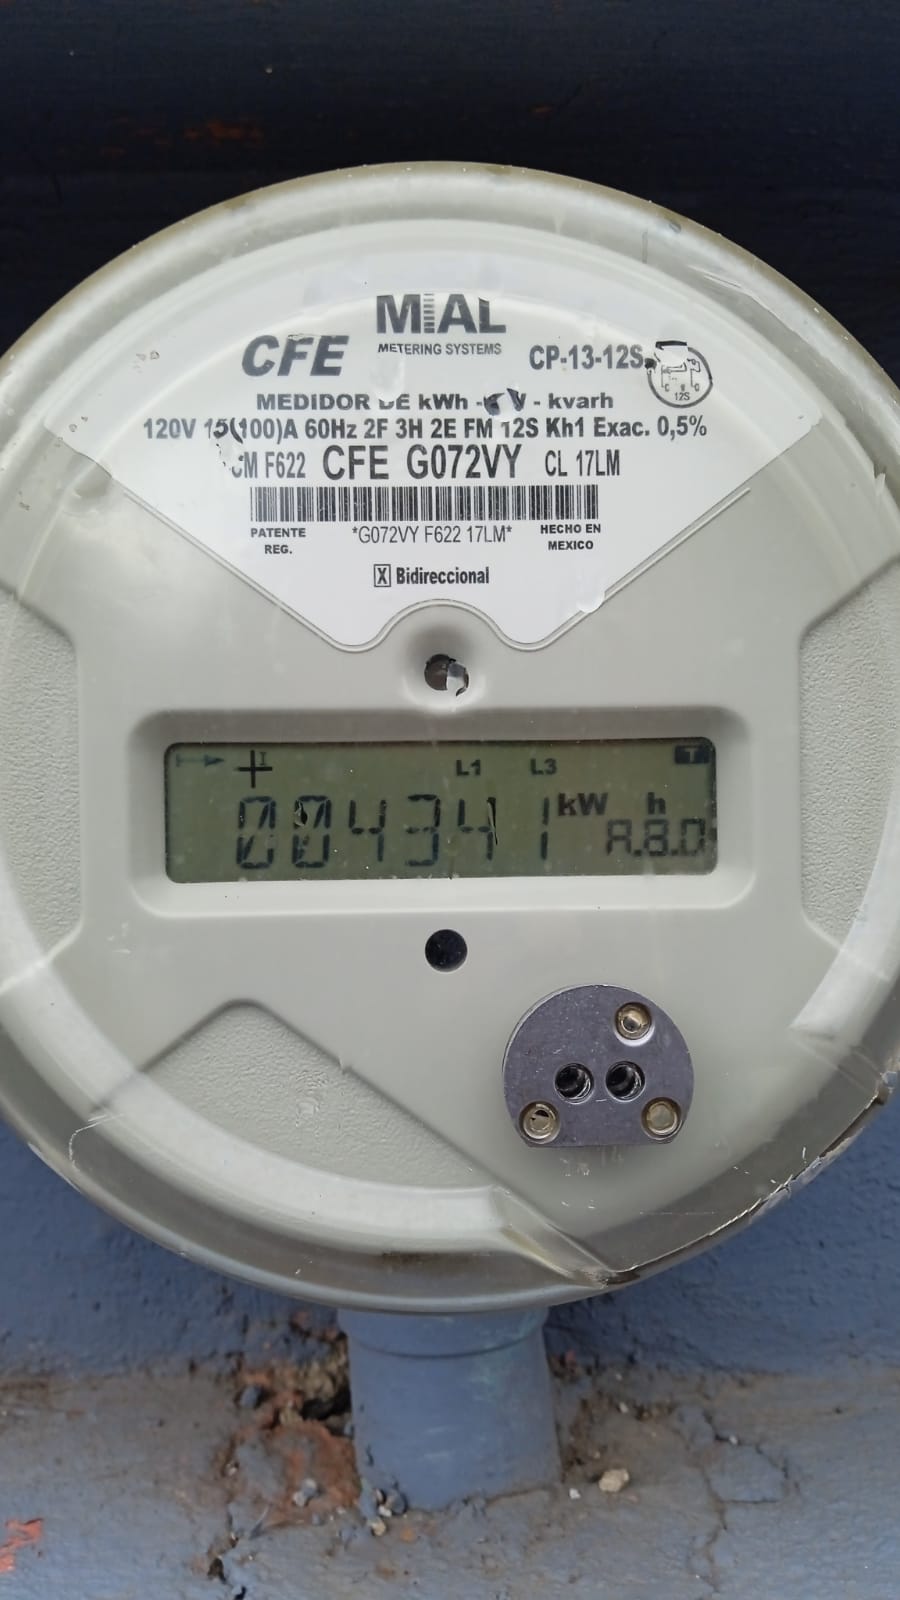 MIAL
METERING SYSTEMS
CFE
CP-13-12S
12S
MEDIDOR DE kWh - kW - kvarh
120V 15(100)A 60Hz 2F 3H 2E FM 12S Kh1 Exac. 0,5%
CM F622 CFE G072VY CL 17LM
PATENTE REG.
*G072VY F622 17LM*
HECHO EN MEXICO
X Bidireccional
L1 L3 T
004341 kW h
A.8.0